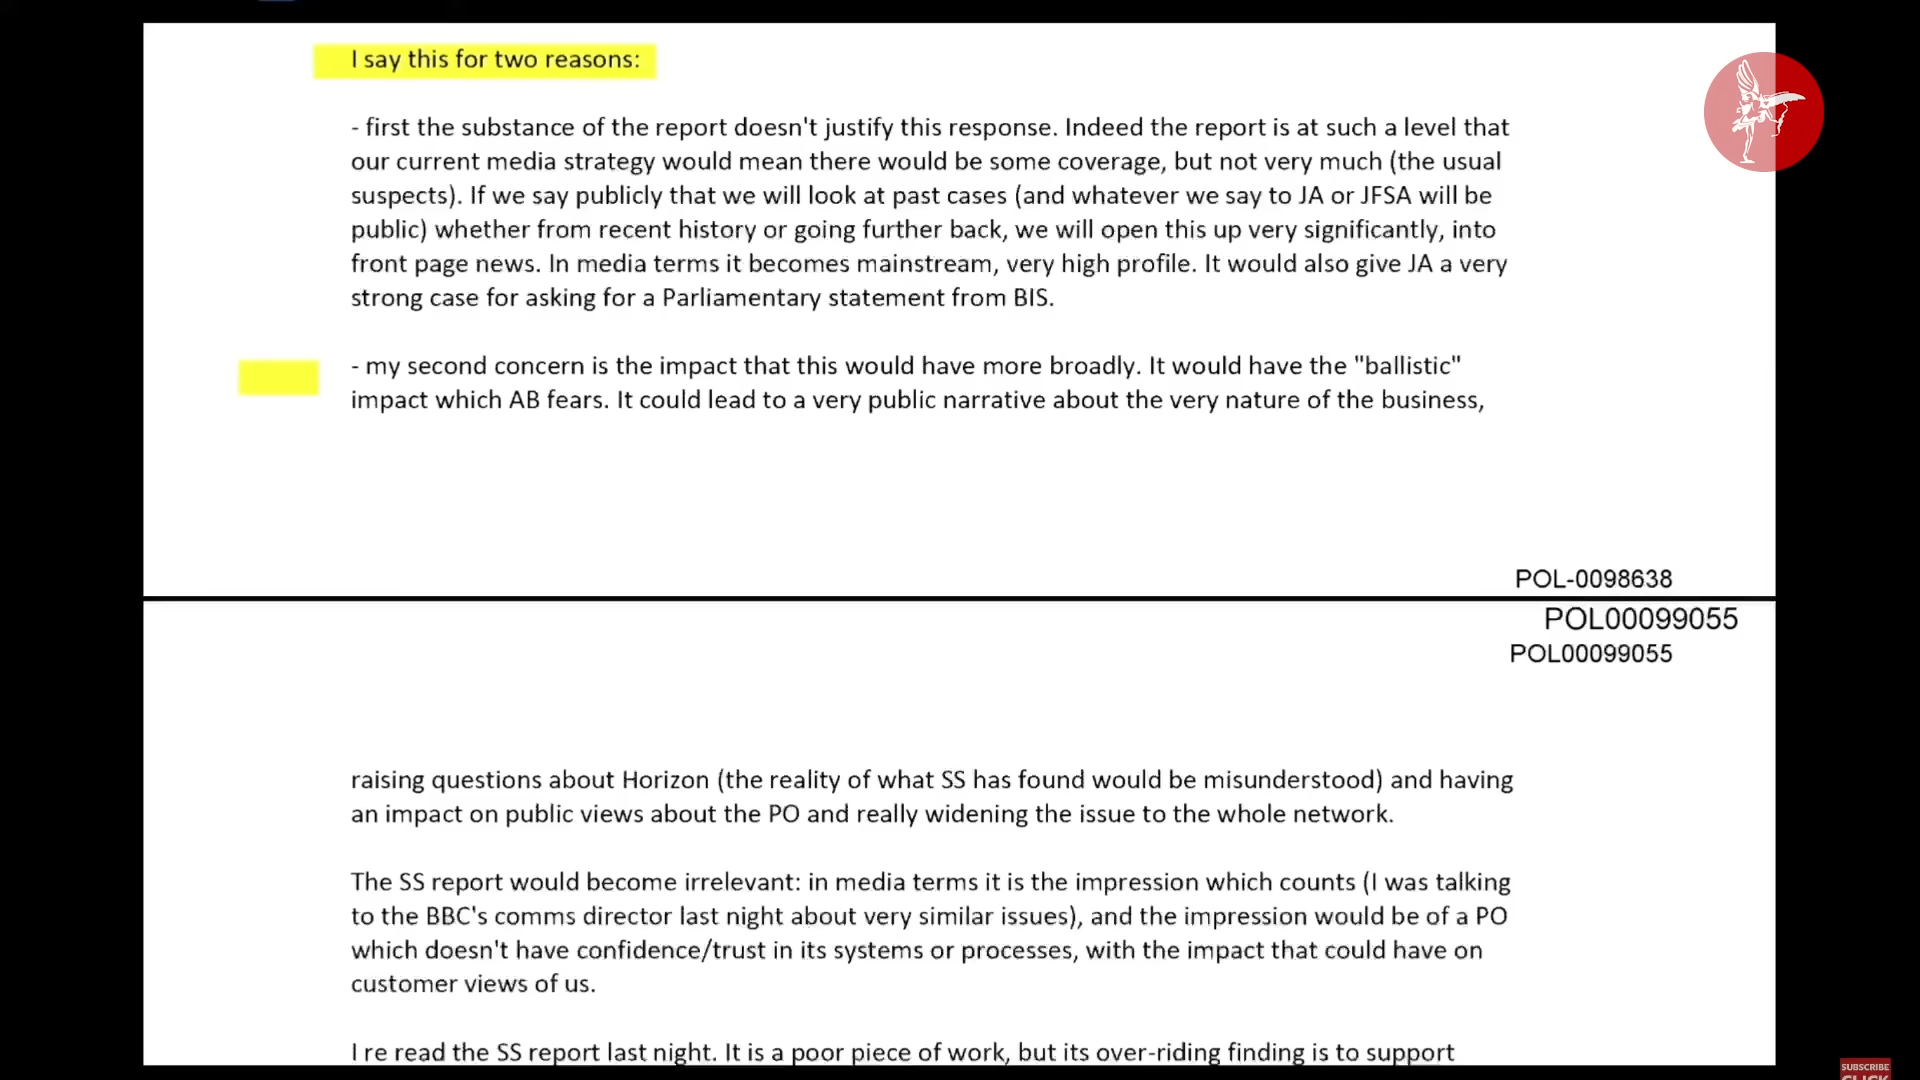 I say this for two reasons:
- first the substance of the report doesn't justify this response. Indeed the report is at such a level that
our current media strategy would mean there would be some coverage, but not very much (the usual
suspects). If we say publicly that we will look at past cases (and whatever we say to JA or JFSA will be
public) whether from recent history or going further back, we will open this up very significantly, into
front page news. In media terms it becomes mainstream, very high profile. It would also give JA a very
strong case for asking for a Parliamentary statement from BIS.
- my second concern is the impact that this would have more broadly. It would have the "ballistic"
impact which AB fears. It could lead to a very public narrative about the very nature of the business,
POL-0098638
POL00099055
POL00099055
raising questions about Horizon (the reality of what SS has found would be misunderstood) and having
an impact on public views about the PO and really widening the issue to the whole network.
The SS report would become irrelevant: in media terms it is the impression which counts (I was talking
to the BBC's comms director last night about very similar issues), and the impression would be of a PO
which doesn't have confidence/trust in its systems or processes, with the impact that could have on
customer views of us.
I re read the SS report last night. It is a poor piece of work, but its over-riding finding is to support
SUBSCRIBE
CLICK